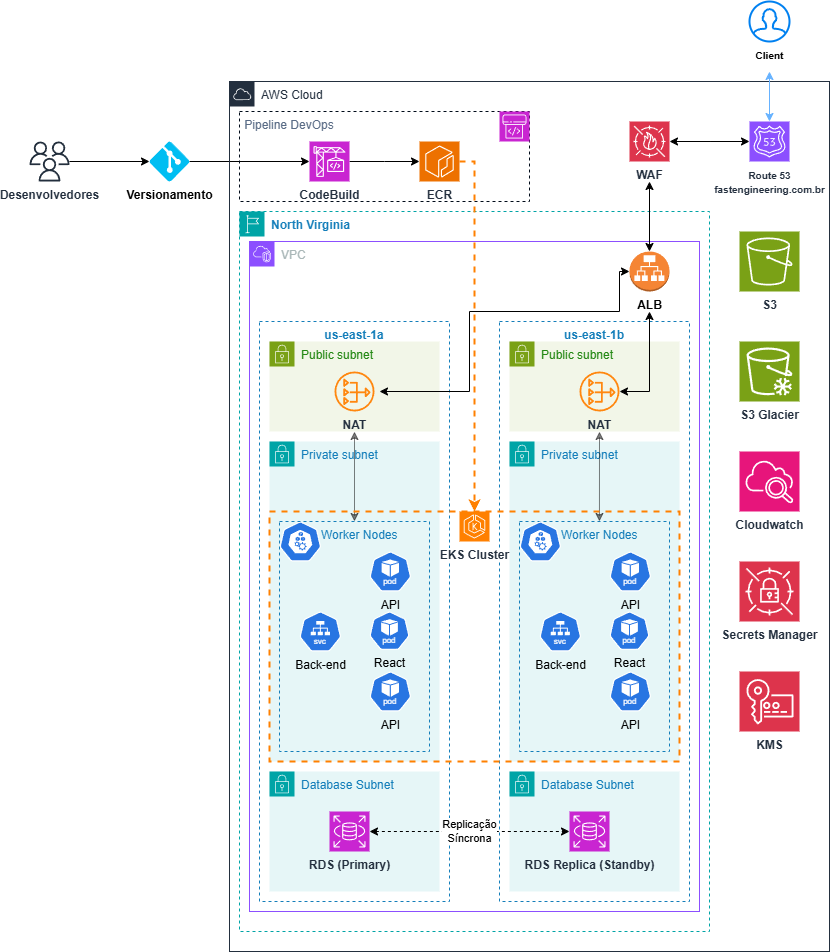 Client
AWS Cloud
Pipeline DevOps
53
Desenvolvedores
Versionamento
CodeBuild
ECR
WAF
Route 53
fastengineering.com.br
North Virginia
VPC
ALB
S3
us-east-1a
us-east-1b
Public subnet
Public subnet
NAT
NAT
S3 Glacier
Private subnet
Private subnet
Cloudwatch
Worker Nodes
EKS Cluster
Worker Nodes
pod
pod
API
API
svc
pod
svc
pod
Back-end
React
Back-end
React
Secrets Manager
pod
pod
API
API
KMS
Database Subnet
Database Subnet
Replicação
Síncrona
RDS (Primary)
RDS Replica (Standby)